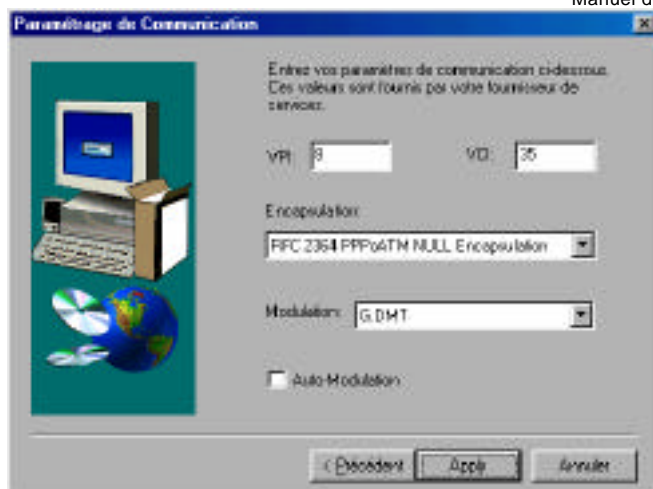 Manuel d
Paramétrage de Communication
Entrez vos paramètres de communication ci-dessous.
Ces valeurs sont fournis par votre fournisseur de
services.
VPI: 8 VCI: 35
Encapsulation:
RFC 2364 PPPoATM NULL Encapsulation
Modulation: G.DMT
Auto-Modulation
< Précédent Apply Annuler